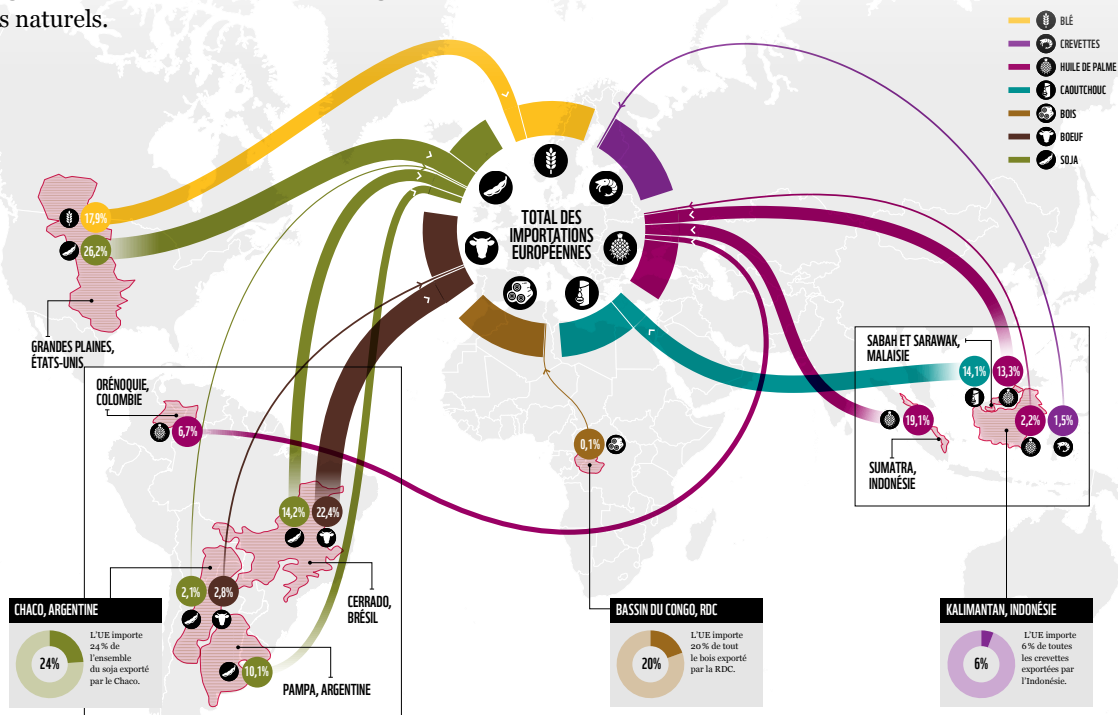 s naturels.
BLÉ
CREVETTES
HUILE DE PALME
CAOUTCHOUC
BOIS
BOEUF
SOJA
TOTAL DES
IMPORTATIONS
EUROPÉENNES
17,9%
26,2%
GRANDES PLAINES,
ÉTATS-UNIS
ORÉNOQUIE,
COLOMBIE
6,7%
14,2%
22,4%
2,1%
2,8%
CERRADO,
BRÉSIL
10,1%
PAMPA, ARGENTINE
CHACO, ARGENTINE
24%
L'UE importe
24 % de
l'ensemble
du soja exporté
par le Chaco.
0,1%
BASSIN DU CONGO, RDC
20%
L'UE importe
20 % de tout
le bois exporté
par la RDC.
SABAH ET SARAWAK,
MALAISIE
14,1%
13,3%
19,1%
2,2%
1,5%
SUMATRA,
INDONÉSIE
KALIMANTAN, INDONÉSIE
6%
L'UE importe
6 % de toutes
les crevettes
exportées par
l'Indonésie.